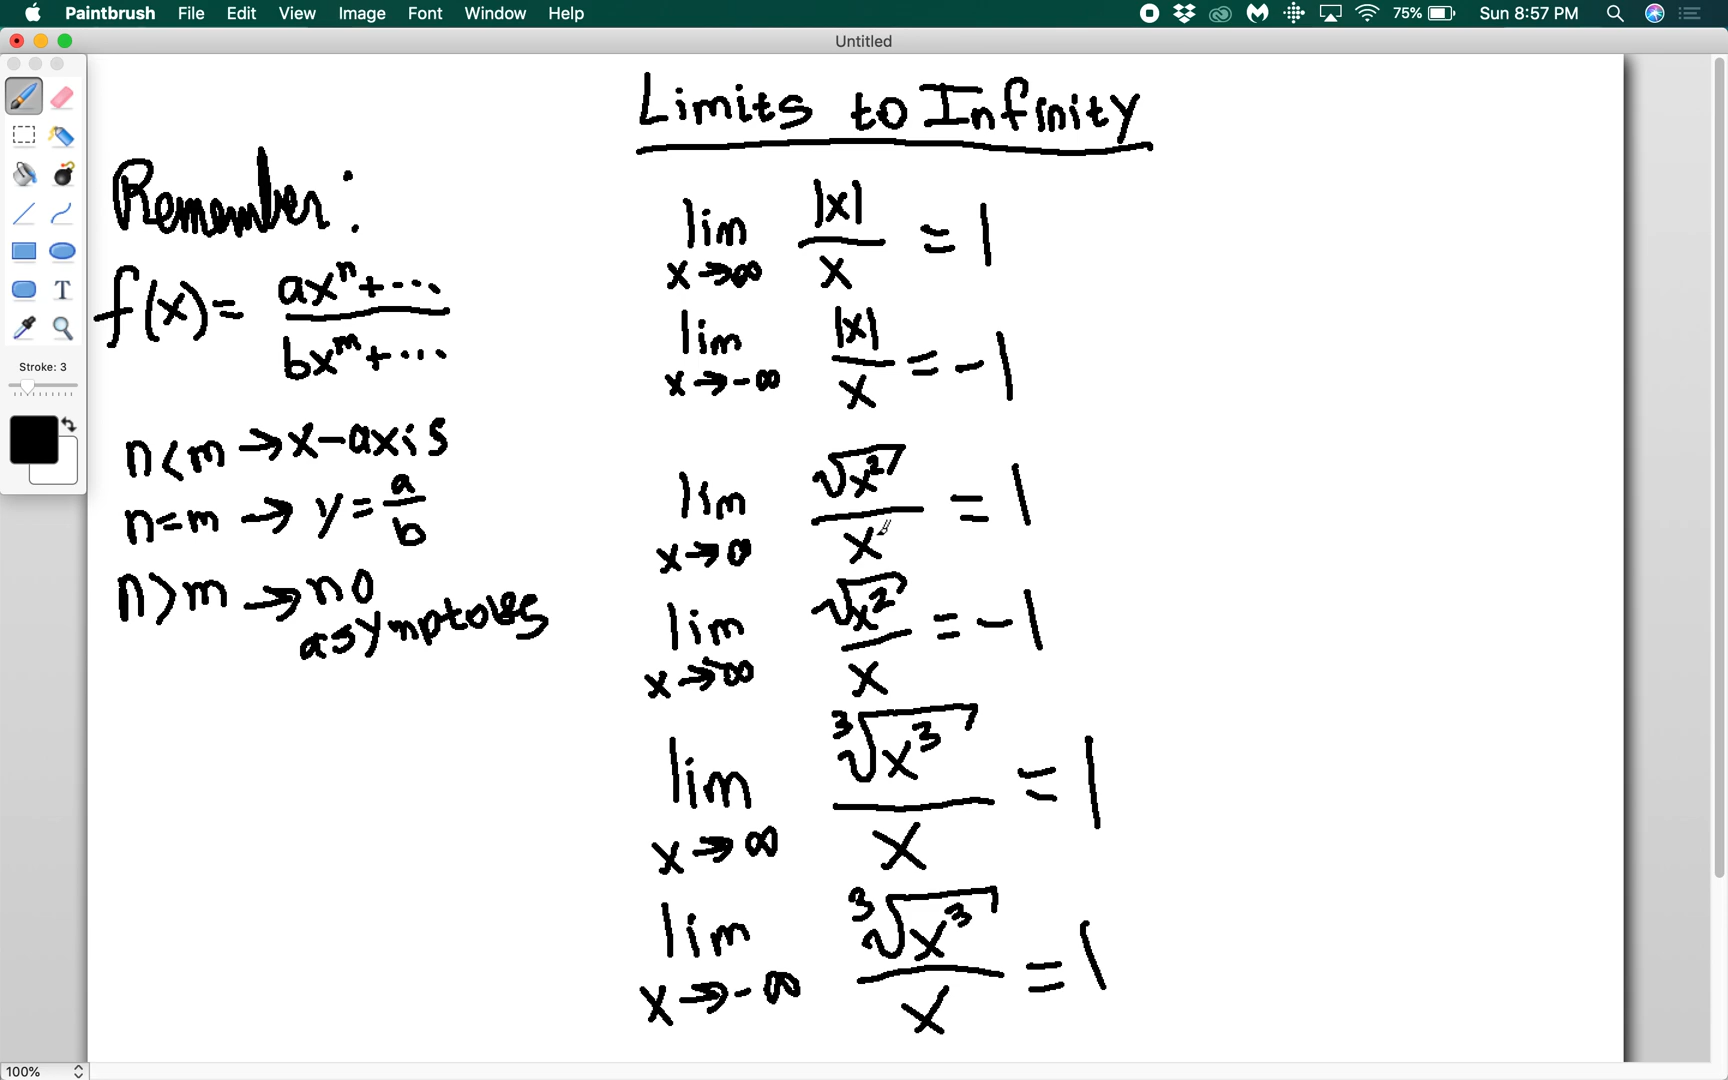 Paintbrush File Edit View Image Font Window Help 75% Sun 8:57 PM
Untitled
Stroke: 3
Limits to Infinity
Remember:
f(x)= ax^n+...
bx^m+...
n<m→x-axis
n=m→ y= a
b
n>m→no
asymptotes
lim |x| = 1
x→∞ x
lim |x| = -1
x→-∞ x
lim √x² = 1
x→∞ x
lim √x² = -1
x→∞ x
lim ³√x³ = 1
x→∞ x
lim ³√x³ = 1
x→-∞ x
100%